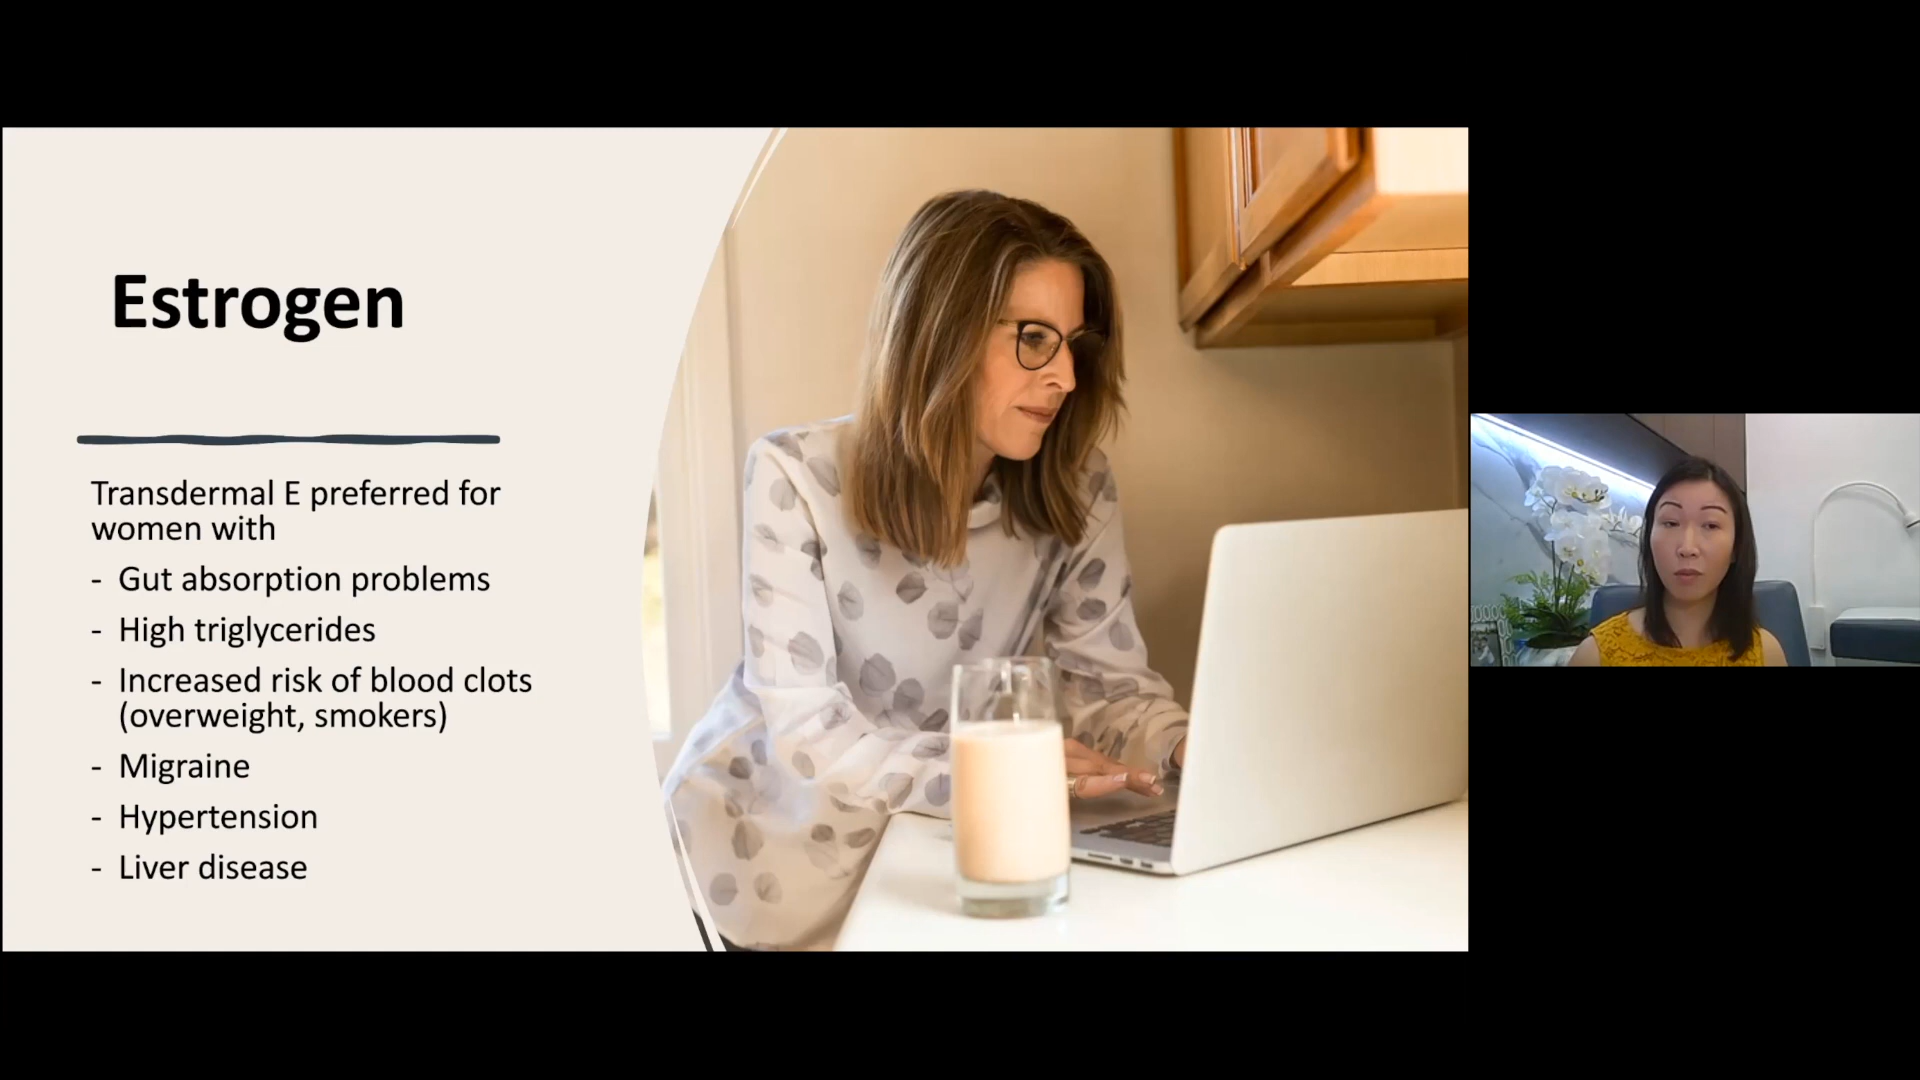 Estrogen
Transdermal E preferred for
women with
- Gut absorption problems
- High triglycerides
- Increased risk of blood clots
(overweight, smokers)
- Migraine
- Hypertension
- Liver disease